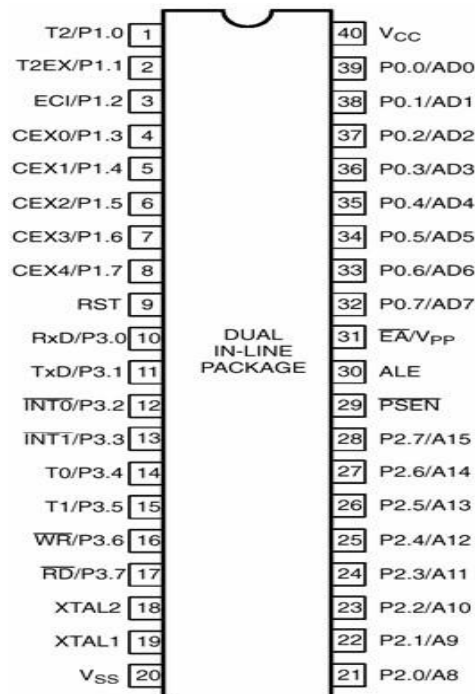 T2/P1.0 1 40 VCC
T2EX/P1.1 2 39 P0.0/AD0
ECI/P1.2 3 38 P0.1/AD1
CEX0/P1.3 4 37 P0.2/AD2
CEX1/P1.4 5 36 P0.3/AD3
CEX2/P1.5 6 35 P0.4/AD4
CEX3/P1.6 7 34 P0.5/AD5
CEX4/P1.7 8 33 P0.6/AD6
RST 9 32 P0.7/AD7
RxD/P3.0 10 DUAL 31 E̅A̅/VPP
IN-LINE
TxD/P3.1 11 PACKAGE 30 ALE
I̅N̅T̅0̅/P3.2 12 29 P̅S̅E̅N̅
I̅N̅T̅1̅/P3.3 13 28 P2.7/A15
T0/P3.4 14 27 P2.6/A14
T1/P3.5 15 26 P2.5/A13
W̅R̅/P3.6 16 25 P2.4/A12
R̅D̅/P3.7 17 24 P2.3/A11
XTAL2 18 23 P2.2/A10
XTAL1 19 22 P2.1/A9
VSS 20 21 P2.0/A8